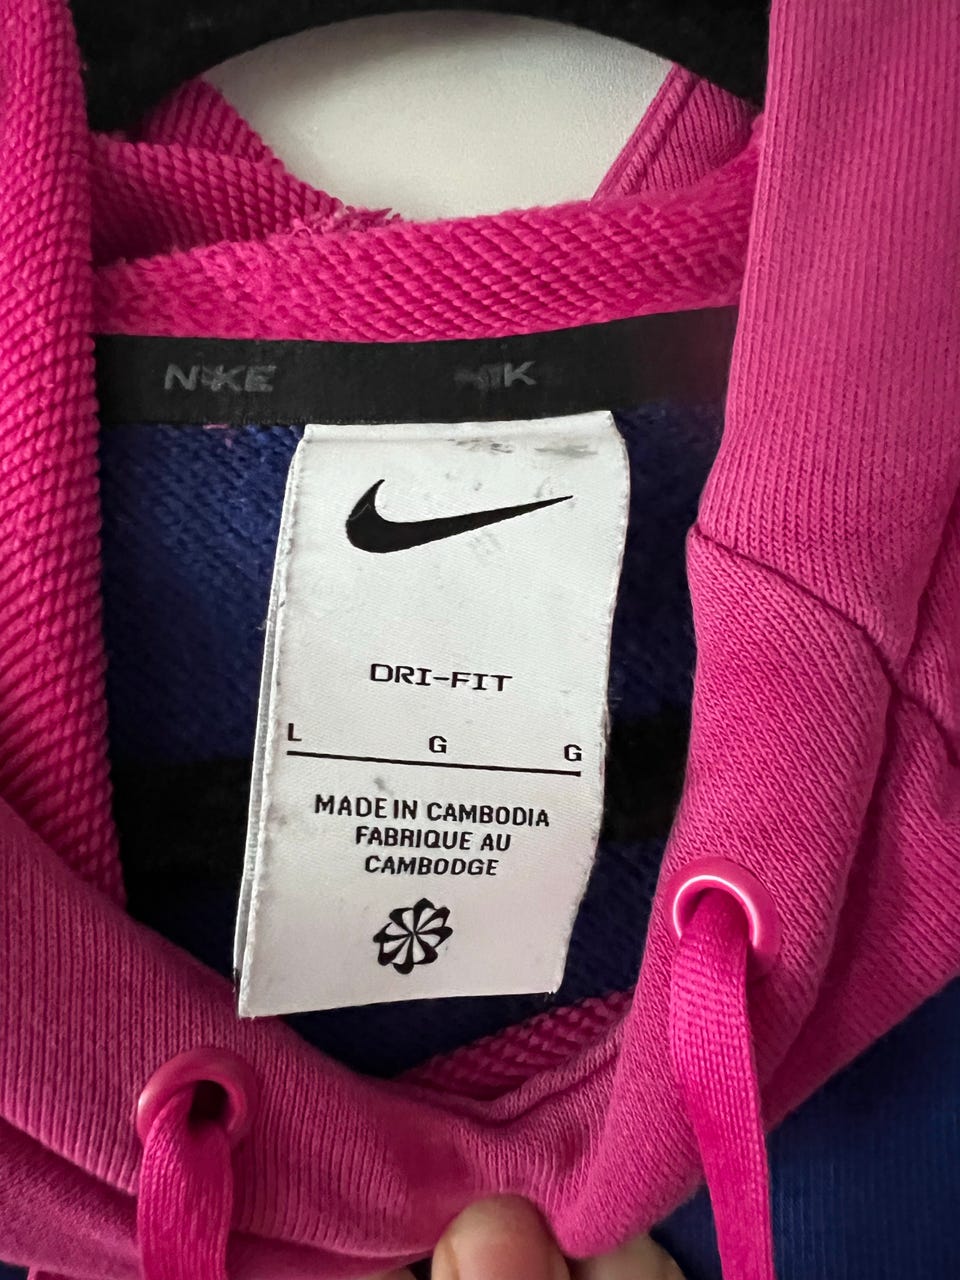 NIKE
DRI-FIT
L G G
MADE IN CAMBODIA
FABRIQUE AU
CAMBODGE